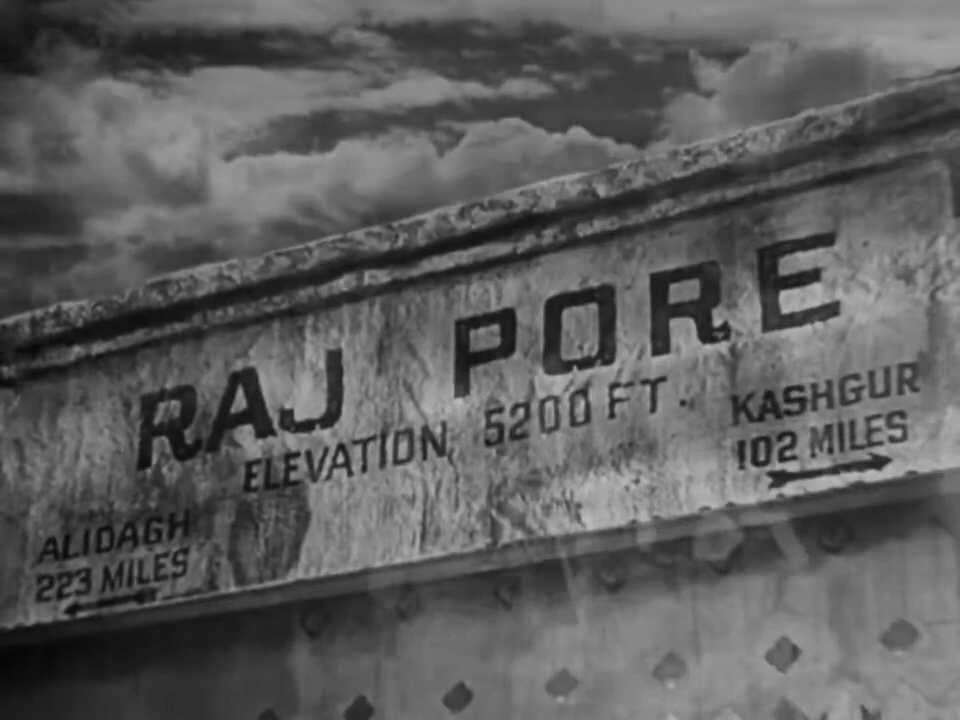 RAJ PORE
ELEVATION, 5200 FT.
ALIDAGH
223 MILES
KASHGUR
102 MILES